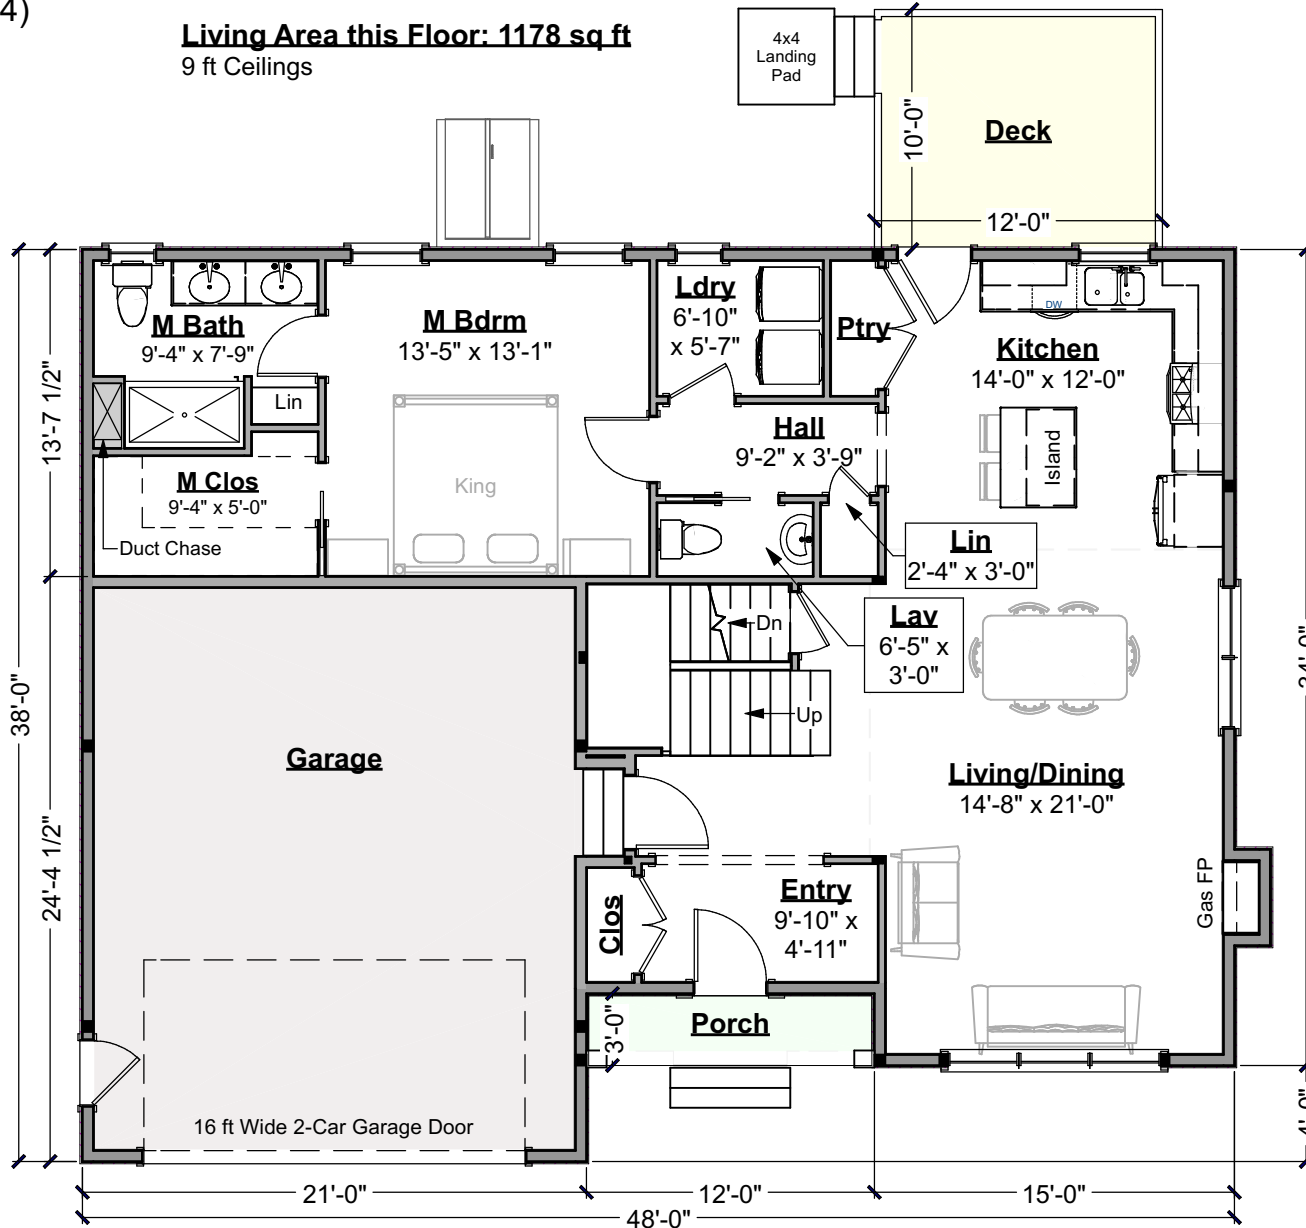 4)
Living Area this Floor: 1178 sq ft
9 ft Ceilings
4x4
Landing
Pad
Deck
10'-0"
12'-0"
M Bath
9'-4" x 7'-9"
M Bdrm
13'-5" x 13'-1"
Ldry
6'-10"
x 5'-7"
Ptry
DW
Kitchen
14'-0" x 12'-0"
Lin
Hall
9'-2" x 3'-9"
Island
King
M Clos
9'-4" x 5'-0"
Duct Chase
13'-7 1/2"
Lin
2'-4" x 3'-0"
Lav
6'-5" x
3'-0"
Dn
Up
38'-0"
Garage
Living/Dining
14'-8" x 21'-0"
24'-4 1/2"
Clos
Entry
9'-10" x
4'-11"
Gas FP
Porch
3'-0"
16 ft Wide 2-Car Garage Door
4'-0"
21'-0"
12'-0"
15'-0"
48'-0"